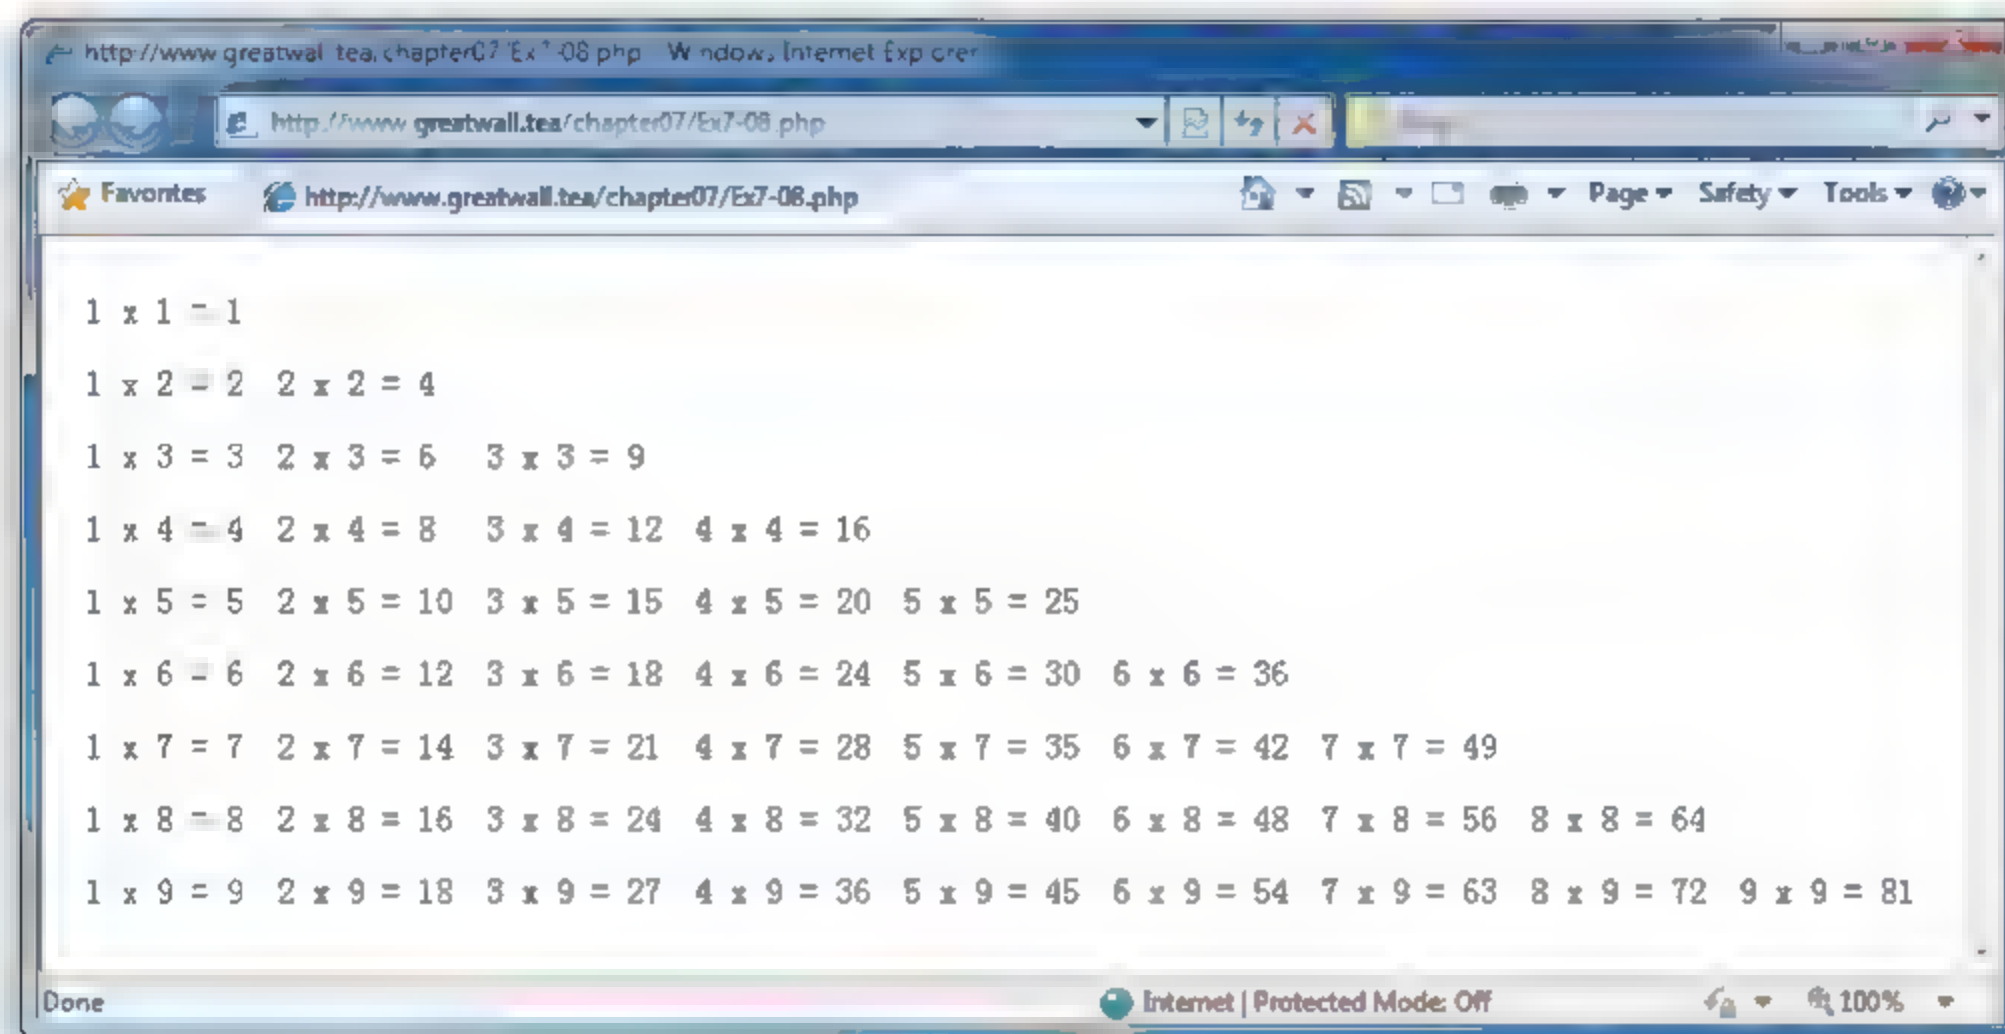 http://www.greatwall.tea/chapter07/Ex7-08.php Windows Internet Explorer
http://www.greatwall.tea/chapter07/Ex7-08.php
Favorites http://www.greatwall.tea/chapter07/Ex7-08.php Page Safety Tools
1 x 1 = 1
1 x 2 = 2 2 x 2 = 4
1 x 3 = 3 2 x 3 = 6 3 x 3 = 9
1 x 4 = 4 2 x 4 = 8 3 x 4 = 12 4 x 4 = 16
1 x 5 = 5 2 x 5 = 10 3 x 5 = 15 4 x 5 = 20 5 x 5 = 25
1 x 6 = 6 2 x 6 = 12 3 x 6 = 18 4 x 6 = 24 5 x 6 = 30 6 x 6 = 36
1 x 7 = 7 2 x 7 = 14 3 x 7 = 21 4 x 7 = 28 5 x 7 = 35 6 x 7 = 42 7 x 7 = 49
1 x 8 = 8 2 x 8 = 16 3 x 8 = 24 4 x 8 = 32 5 x 8 = 40 6 x 8 = 48 7 x 8 = 56 8 x 8 = 64
1 x 9 = 9 2 x 9 = 18 3 x 9 = 27 4 x 9 = 36 5 x 9 = 45 6 x 9 = 54 7 x 9 = 63 8 x 9 = 72 9 x 9 = 81
Done Internet | Protected Mode: Off 100%